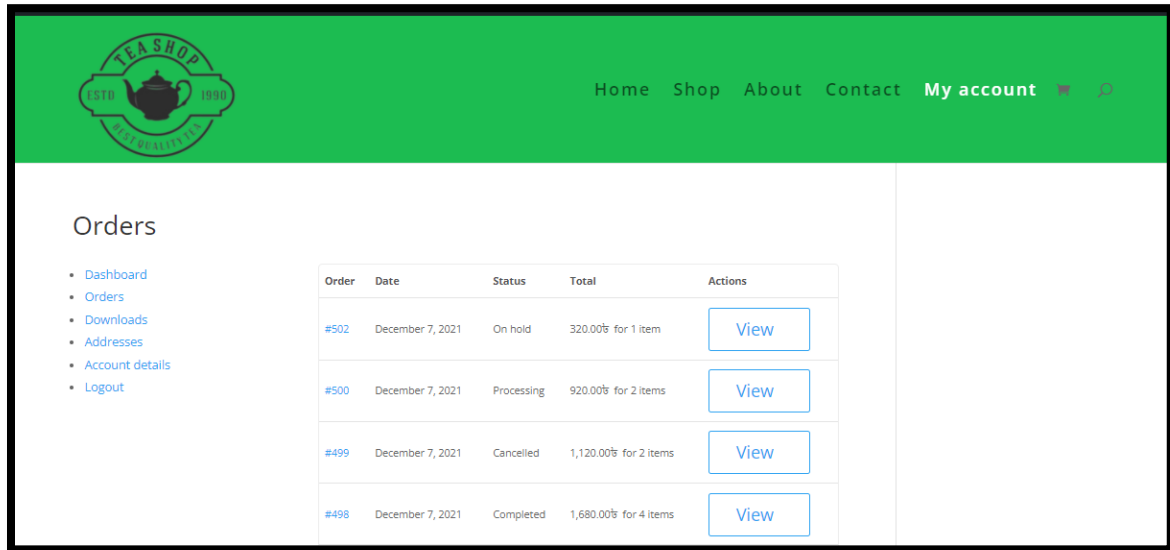 TEA SHOP
ESTD 1990
BEST QUALITY TEA
Home Shop About Contact My account
Orders
Dashboard
Orders
Downloads
Addresses
Account details
Logout
Order Date Status Total Actions
#502 December 7, 2021 On hold 320.00৳ for 1 item View
#500 December 7, 2021 Processing 920.00৳ for 2 items View
#499 December 7, 2021 Cancelled 1,120.00৳ for 2 items View
#498 December 7, 2021 Completed 1,680.00৳ for 4 items View